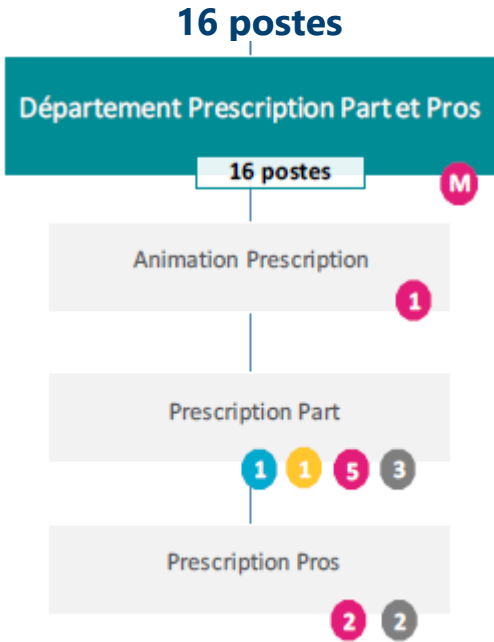 16 postes
Département Prescription Part et Pros
16 postes
M
Animation Prescription
1
Prescription Part
1 1 5 3
Prescription Pros
2 2